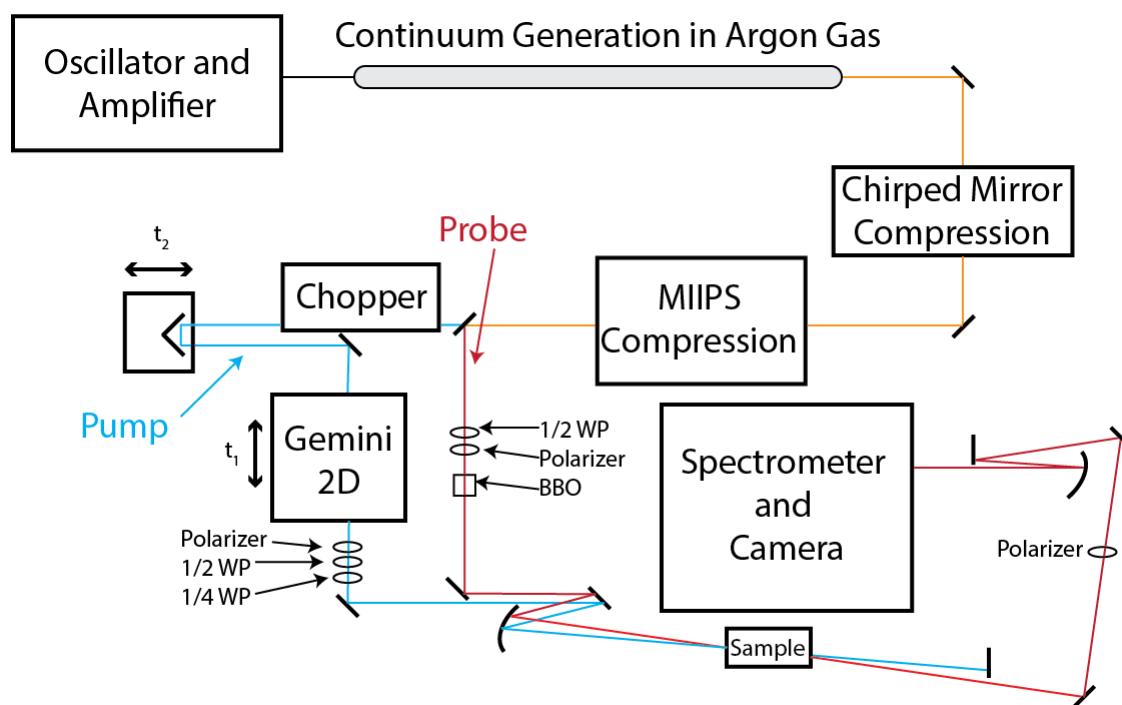 Continuum Generation in Argon Gas
Oscillator and
Amplifier
Chirped Mirror
Compression
t2
Probe
Chopper
MIIPS
Compression
Pump
t1
Gemini
2D
1/2 WP
Polarizer
BBO
Spectrometer
and
Camera
Polarizer
1/2 WP
1/4 WP
Polarizer
Sample